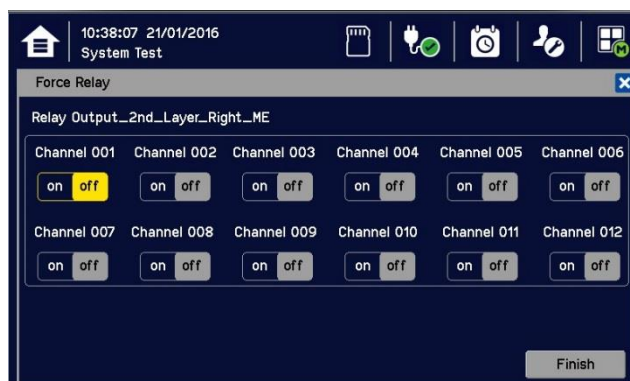 10:38:07 21/01/2016
System Test
M
Force Relay
Relay Output_2nd_Layer_Right_ME
Channel 001 Channel 002 Channel 003 Channel 004 Channel 005 Channel 006
on off on off on off on off on off on off
Channel 007 Channel 008 Channel 009 Channel 010 Channel 011 Channel 012
on off on off on off on off on off on off
Finish